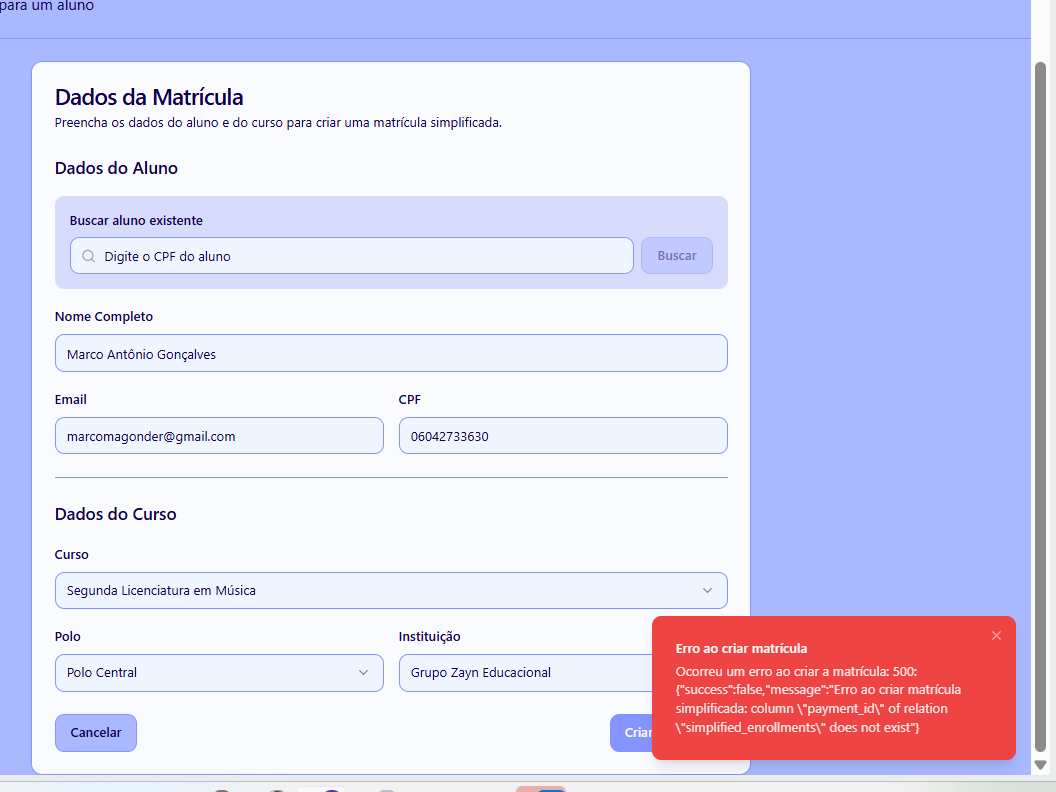 para um aluno
Dados da Matrícula
Preencha os dados do aluno e do curso para criar uma matrícula simplificada.
Dados do Aluno
Buscar aluno existente
Digite o CPF do aluno
Buscar
Nome Completo
Marco Antônio Gonçalves
Email
CPF
marcomagonder@gmail.com
06042733630
Dados do Curso
Curso
Segunda Licenciatura em Música
Polo
Instituição
Polo Central
Grupo Zayn Educacional
Cancelar
Criar
Erro ao criar matrícula
Ocorreu um erro ao criar a matrícula: 500:
{"success":false,"message":"Erro ao criar matrícula
simplificada: column \"payment_id\" of relation
\"simplified_enrollments\" does not exist"}